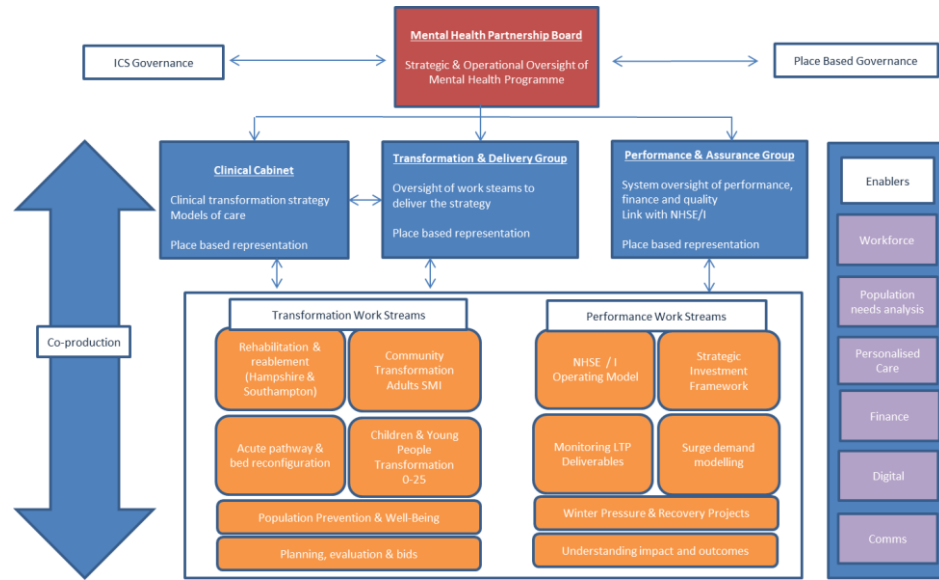 Mental Health Partnership Board
Strategic & Operational Oversight of
Mental Health Programme
ICS Governance
Place Based Governance
Clinical Cabinet
Clinical transformation strategy
Models of care
Place based representation
Transformation & Delivery Group
Oversight of work steams to
deliver the strategy
Place based representation
Performance & Assurance Group
System oversight of performance,
finance and quality
Link with NHSE/I
Place based representation
Co-production
Transformation Work Streams
Rehabilitation &
reablement
(Hampshire &
Southampton)
Community
Transformation
Adults SMI
Acute pathway &
bed reconfiguration
Children & Young
People
Transformation
0-25
Population Prevention & Well-Being
Planning, evaluation & bids
Performance Work Streams
NHSE / I
Operating Model
Strategic
Investment
Framework
Monitoring LTP
Deliverables
Surge demand
modelling
Winter Pressure & Recovery Projects
Understanding impact and outcomes
Enablers
Workforce
Population
needs analysis
Personalised
Care
Finance
Digital
Comms